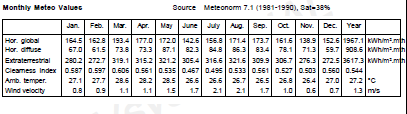 Monthly Meteo Values Source Meteonorm 7.1 (1981-1990), Sat=38%
Jan. Feb. Mar. Apr. May June July Aug. Sep. Oct. Nov. Dec. Year
Hor. global 164.5 162.8 193.4 177.0 172.0 142.6 155.8 171.4 173.7 161.6 138.9 152.6 1967.1 kWh/m².mth
Hor. diffuse 67.0 61.5 73.8 73.3 87.1 82.3 84.8 86.3 83.4 78.1 71.3 59.7 908.6 kWh/m².mth
Extraterrestrial 280.2 272.7 319.1 315.2 321.2 305.4 316.6 321.6 309.9 306.7 276.3 272.5 3617.3 kWh/m².mth
Clearness Index 0.587 0.597 0.606 0.561 0.535 0.467 0.495 0.533 0.561 0.527 0.503 0.560 0.544
Amb. temper. 27.1 27.7 28.6 28.2 28.5 26.6 26.7 26.5 26.5 26.8 26.4 27.0 27.2 °C
Wind velocity 0.8 0.9 1.1 1.1 1.5 1.7 2.1 2.1 1.7 1.0 0.6 0.7 1.3 m/s